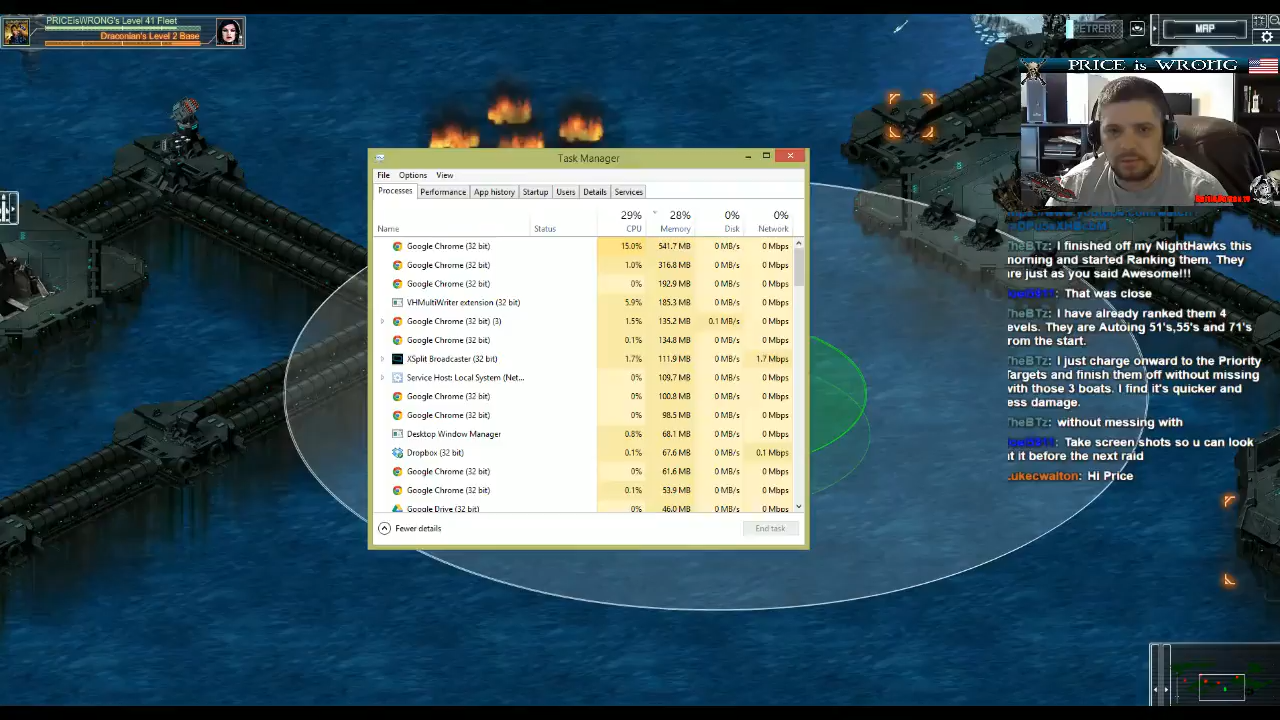 PRICEisWRONG's Level 41 Fleet
Draconian's Level 2 Base
RETREAT
MAP
PRICE is WRONG
Task Manager
File Options View
Processes Performance App history Startup Users Details Services
29% 28% 0% 0%
Name Status CPU Memory Disk Network
Google Chrome (32 bit) 15.0% 541.7 MB 0 MB/s 0 Mbps
Google Chrome (32 bit) 1.0% 316.8 MB 0 MB/s 0 Mbps
Google Chrome (32 bit) 0% 192.9 MB 0 MB/s 0 Mbps
VHMultiWriter extension (32 bit) 5.9% 185.3 MB 0 MB/s 0 Mbps
Google Chrome (32 bit) (3) 1.5% 135.2 MB 0.1 MB/s 0 Mbps
Google Chrome (32 bit) 0.1% 134.8 MB 0 MB/s 0 Mbps
XSplit Broadcaster (32 bit) 1.7% 111.9 MB 0 MB/s 1.7 Mbps
Service Host: Local System (Net... 0% 109.7 MB 0 MB/s 0 Mbps
Google Chrome (32 bit) 0% 100.8 MB 0 MB/s 0 Mbps
Google Chrome (32 bit) 0% 98.5 MB 0 MB/s 0 Mbps
Desktop Window Manager 0.8% 68.1 MB 0 MB/s 0 Mbps
Dropbox (32 bit) 0.1% 67.6 MB 0 MB/s 0.1 Mbps
Google Chrome (32 bit) 0% 61.6 MB 0 MB/s 0 Mbps
Google Chrome (32 bit) 0.1% 53.9 MB 0 MB/s 0 Mbps
Google Drive (32 bit) 0% 46.0 MB 0 MB/s 0 Mbps
Fewer details
End task
TheBTz: I finished off my NightHawks this
morning and started Ranking them. They
are just as you said Awesome!!!
That was close
TheBTz: I have already ranked them 4
levels. They are Autoing 51's,55's and 71's
from the start.
TheBTz: I just charge onward to the Priority
Targets and finish them off without missing
with those 3 boats. I find it's quicker and
less damage.
TheBTz: without messing with
Take screen shots so u can look
at it before the next raid
Lukecwalton: Hi Price